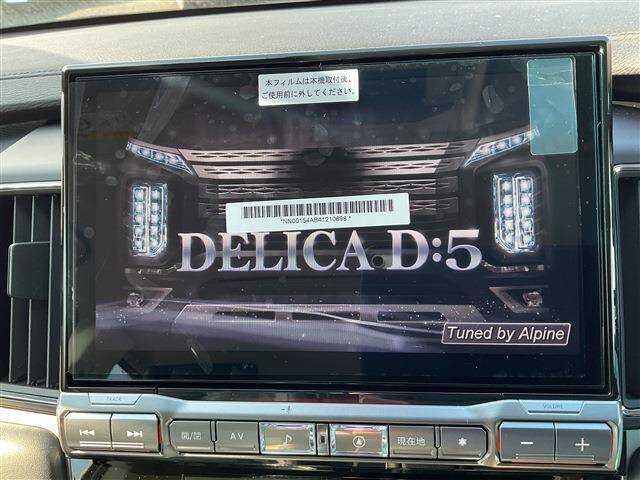 本フィルムは本機取付後、
ご使用前に外してください。
*NN00154AB41210698*
DELICA D:5
Tuned by Alpine
TRACK
VOLUME
開/閉
AV
現在地